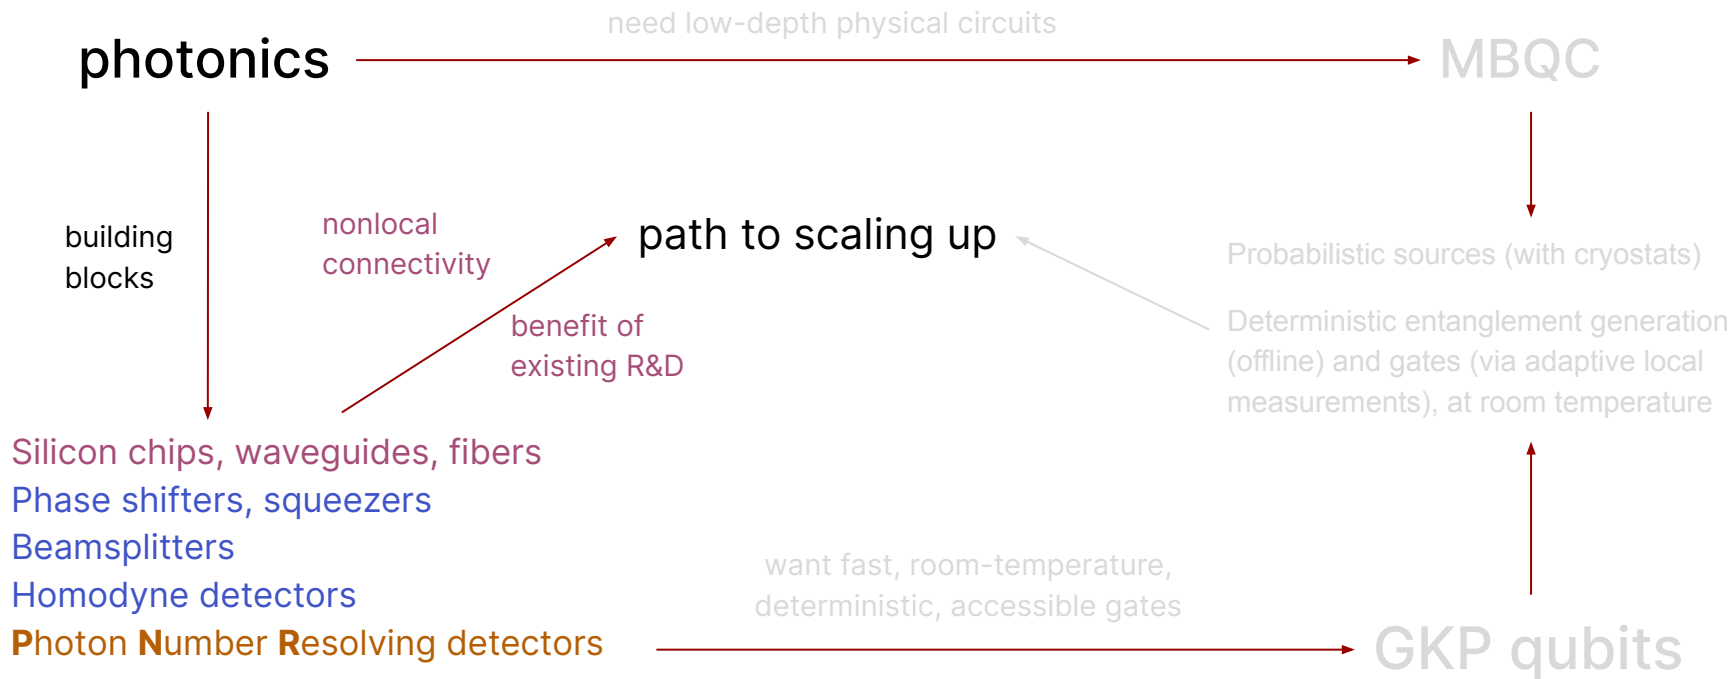 need low-depth physical circuits
photonics
MBQC
building
blocks
nonlocal
connectivity
path to scaling up
benefit of
existing R&D
Probabilistic sources (with cryostats)
Deterministic entanglement generation
(offline) and gates (via adaptive local
measurements), at room temperature
Silicon chips, waveguides, fibers
Phase shifters, squeezers
Beamsplitters
Homodyne detectors
Photon Number Resolving detectors
want fast, room-temperature,
deterministic, accessible gates
GKP qubits